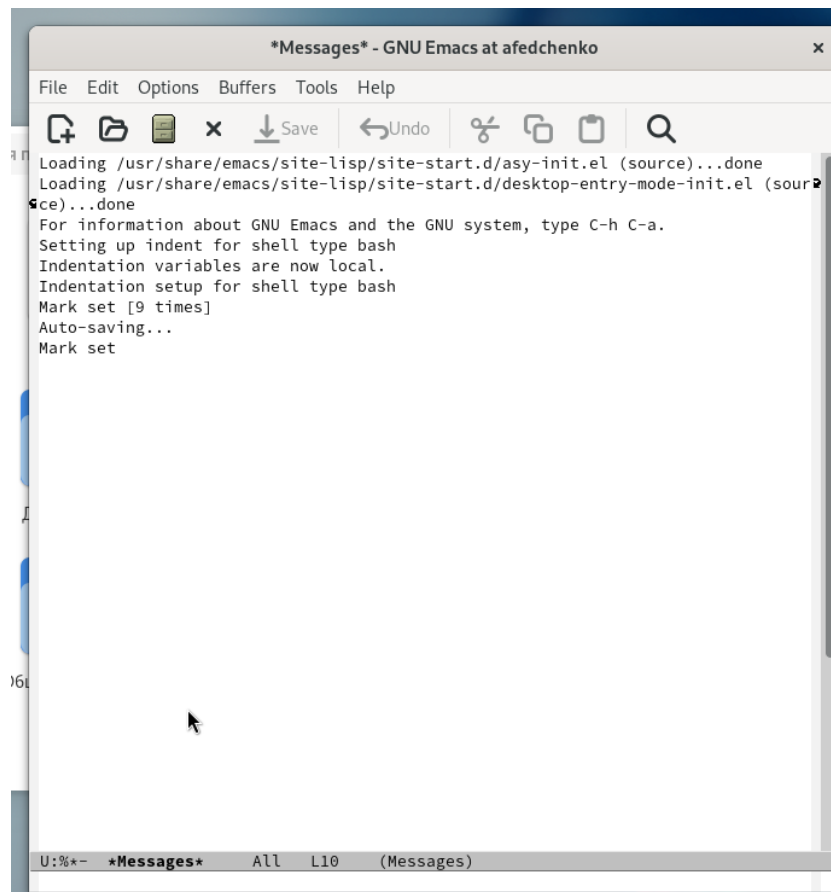 *Messages* - GNU Emacs at afedchenko
File Edit Options Buffers Tools Help
Save Undo
Loading /usr/share/emacs/site-lisp/site-start.d/asy-init.el (source)...done
Loading /usr/share/emacs/site-lisp/site-start.d/desktop-entry-mode-init.el (sour
ce)...done
For information about GNU Emacs and the GNU system, type C-h C-a.
Setting up indent for shell type bash
Indentation variables are now local.
Indentation setup for shell type bash
Mark set [9 times]
Auto-saving...
Mark set
U:%*- *Messages* All L10 (Messages)